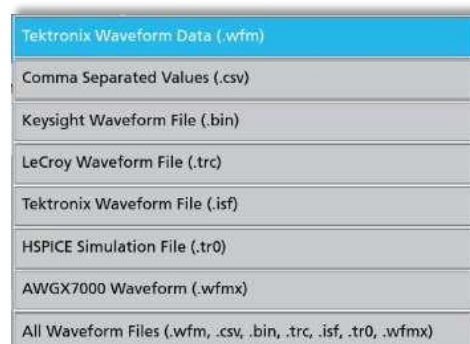 Tektronix Waveform Data (.wfm)
Comma Separated Values (.csv)
Keysight Waveform File (.bin)
LeCroy Waveform File (.trc)
Tektronix Waveform File (.isf)
HSPICE Simulation File (.tr0)
AWGX7000 Waveform (.wfmx)
All Waveform Files (.wfm, .csv, .bin, .trc, .isf, .tr0, .wfmx)